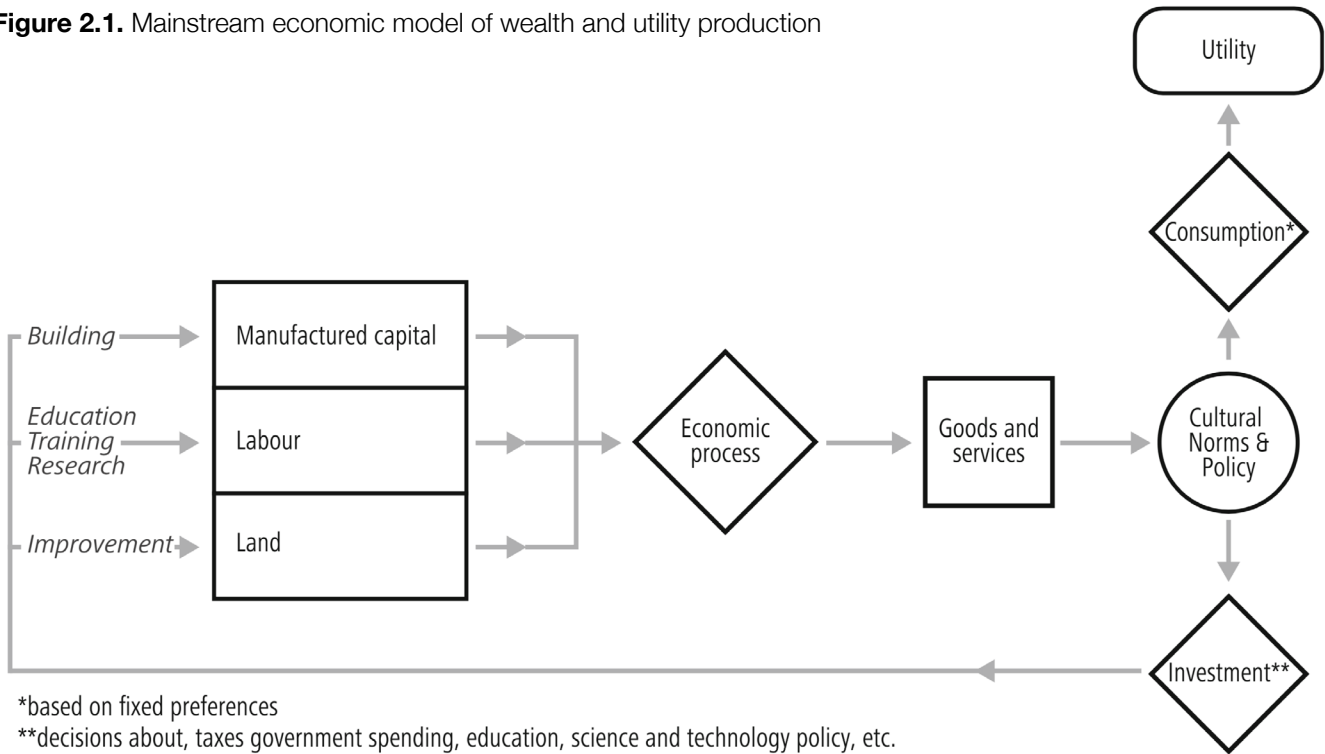 Figure 2.1. Mainstream economic model of wealth and utility production
Utility
Consumption*
Building
Manufactured capital
Education
Training
Research
Labour
Economic
process
Goods and
services
Cultural
Norms &
Policy
Improvement
Land
Investment**
*based on fixed preferences
**decisions about, taxes government spending, education, science and technology policy, etc.